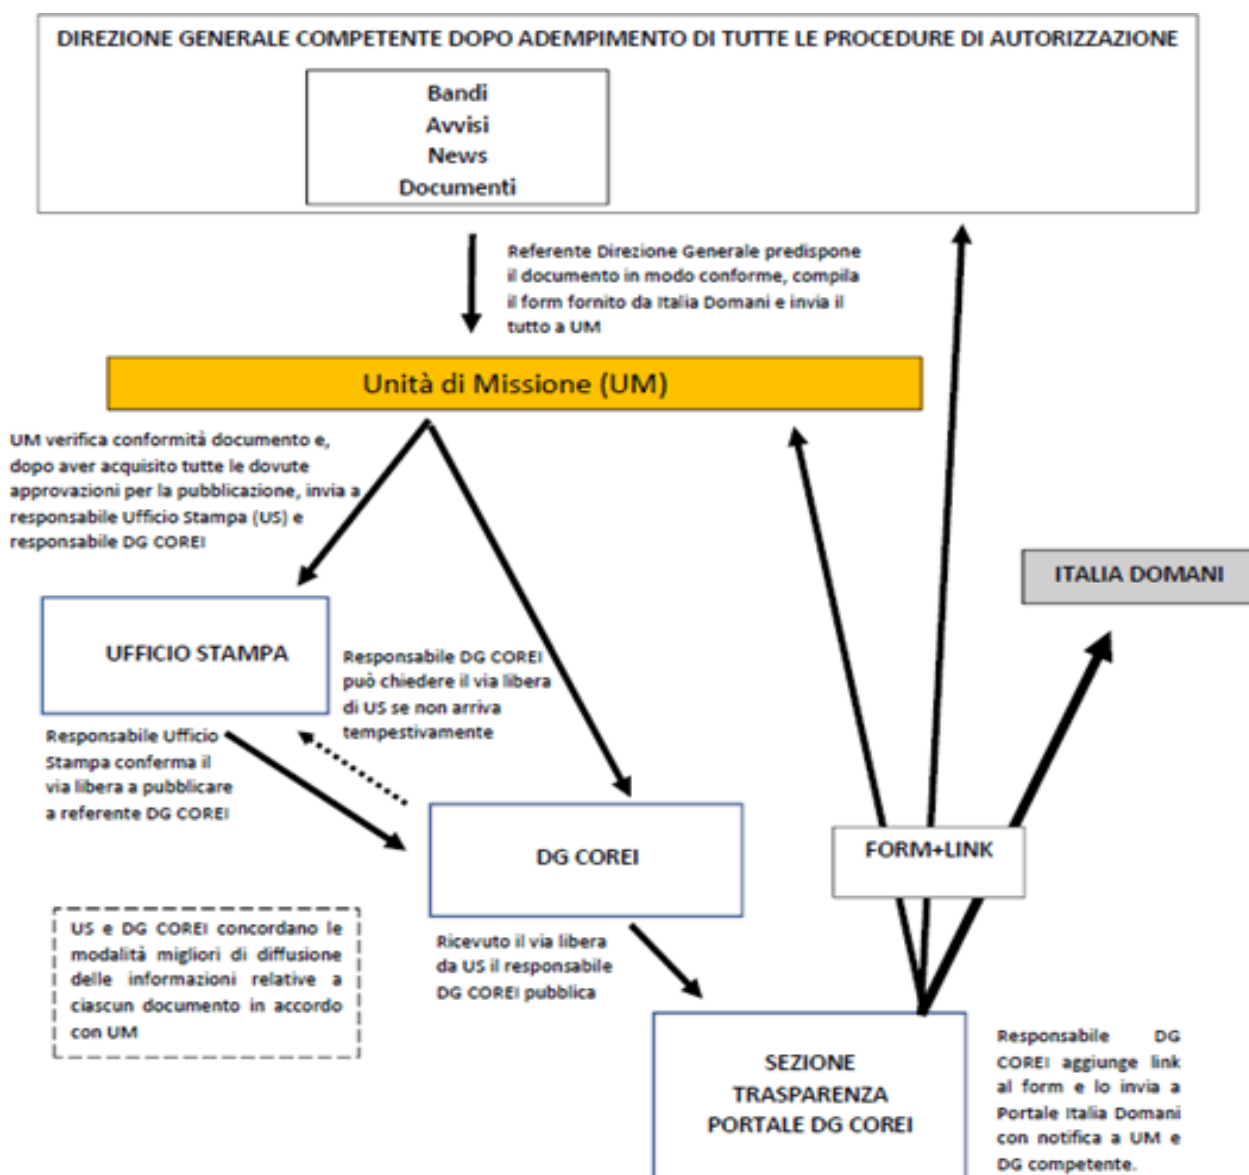 DIREZIONE GENERALE COMPETENTE DOPO ADEMPIMENTO DI TUTTE LE PROCEDURE DI AUTORIZZAZIONE
Bandi
Avvisi
News
Documenti
Referente Direzione Generale predispone
il documento in modo conforme, compila
il form fornito da Italia Domani e invia il
tutto a UM
Unità di Missione (UM)
UM verifica conformità documento e,
dopo aver acquisito tutte le dovute
approvazioni per la pubblicazione, invia a
responsabile Ufficio Stampa (US) e
responsabile DG COREI
ITALIA DOMANI
UFFICIO STAMPA
Responsabile DG COREI
può chiedere il via libera
di US se non arriva
tempestivamente
Responsabile Ufficio
Stampa conferma il
via libera a pubblicare
a referente DG COREI
DG COREI
FORM+LINK
US e DG COREI concordano le
modalità migliori di diffusione
delle informazioni relative a
ciascun documento in accordo
con UM
Ricevuto il via libera
da US il responsabile
DG COREI pubblica
SEZIONE
TRASPARENZA
PORTALE DG COREI
Responsabile DG
COREI aggiunge link
al form e lo invia a
Portale Italia Domani
con notifica a UM e
DG competente.